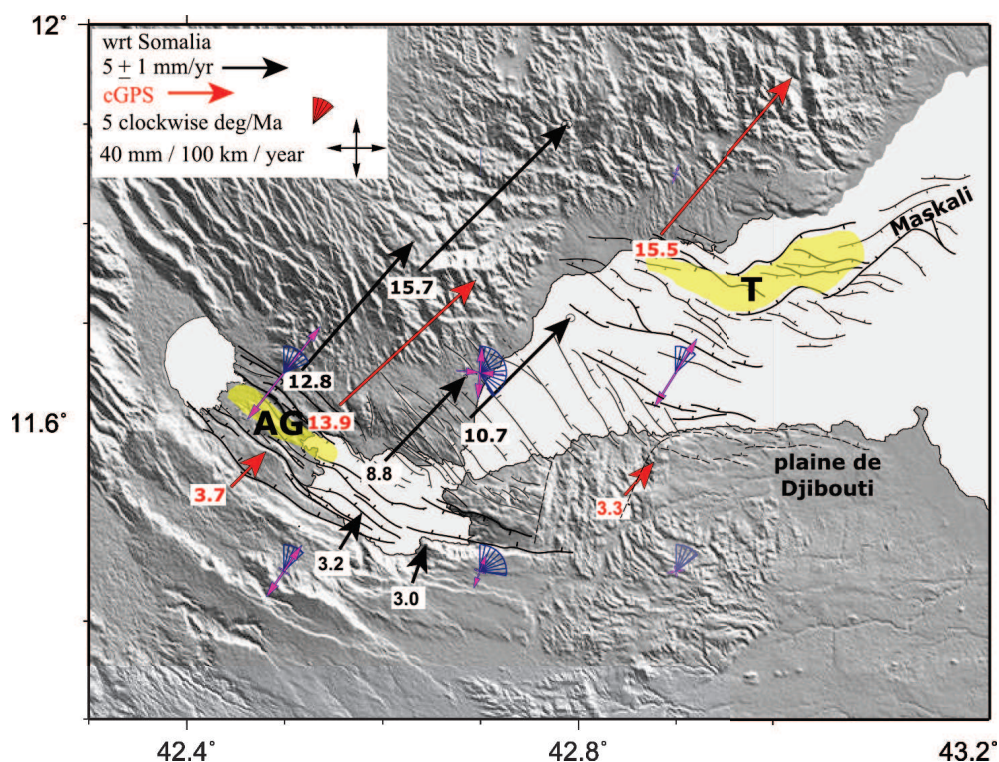 12°
wrt Somalia
5 ± 1 mm/yr
cGPS
5 clockwise deg/Ma
40 mm / 100 km / year
Maskali
15.5
15.7
T
12.8
13.9
AG
11.6°
10.7
8.8
plaine de
Djibouti
3.7
3.3
3.2
3.0
42.4°
42.8°
43.2°